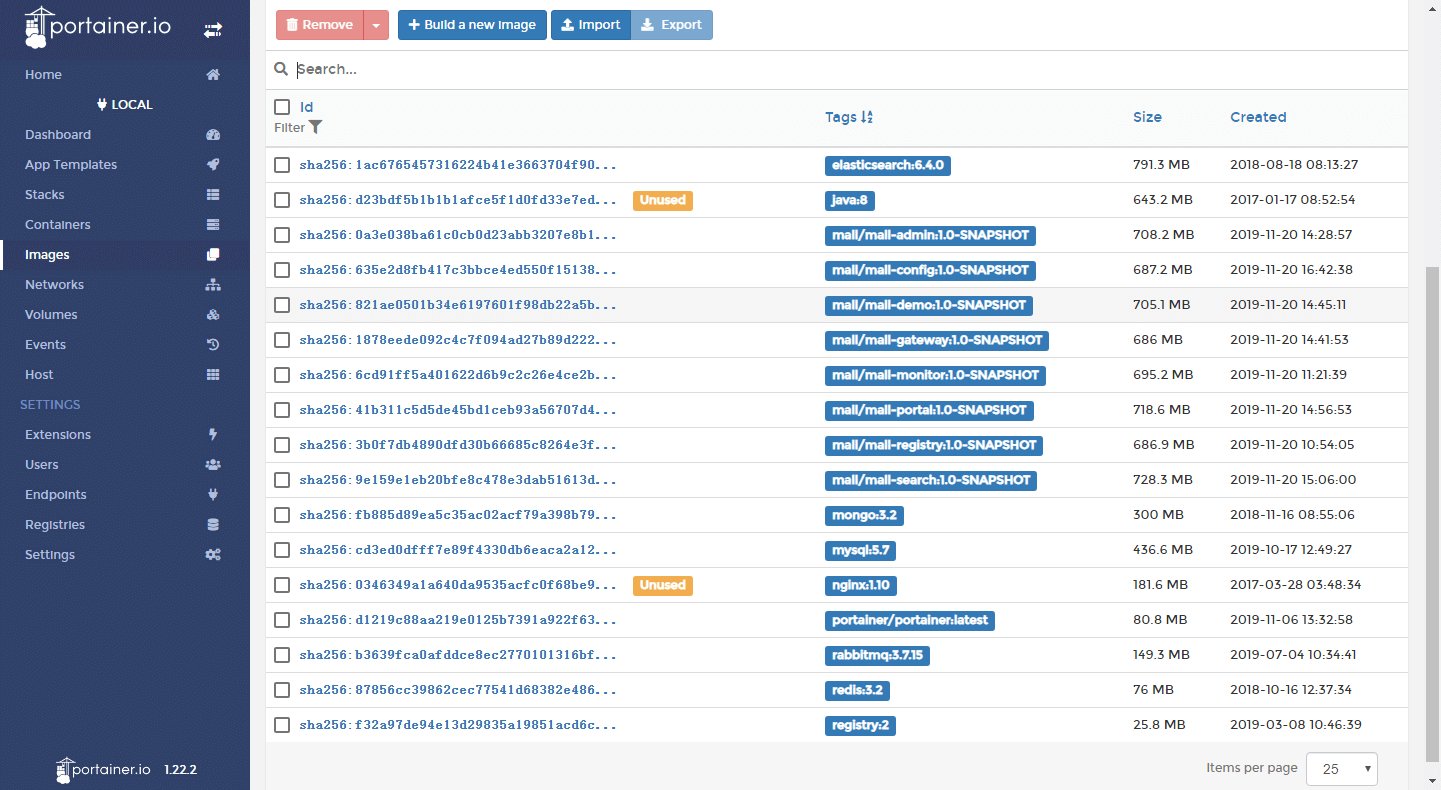 portainer.io
Home
LOCAL
Dashboard
App Templates
Stacks
Containers
Images
Networks
Volumes
Events
Host
SETTINGS
Extensions
Users
Endpoints
Registries
Settings
portainer.io 1.22.2
Remove Build a new image Import Export
Search...
Id Tags Size Created
Filter
sha256:1ac6765457316224b41e3663704f90... elasticsearch:6.4.0 791.3 MB 2018-08-18 08:13:27
sha256:d23bdf5b1b1b1afce5f1d0fd33e7ed... Unused java:8 643.2 MB 2017-01-17 08:52:54
sha256:0a3e038ba61c0cb0d23abb3207e8b1... mall/mall-admin:1.0-SNAPSHOT 708.2 MB 2019-11-20 14:28:57
sha256:635e2d8fb417c3bbce4ed550f15138... mall/mall-config:1.0-SNAPSHOT 687.2 MB 2019-11-20 16:42:38
sha256:821ae0501b34e6197601f98db22a5b... mall/mall-demo:1.0-SNAPSHOT 705.1 MB 2019-11-20 14:45:11
sha256:1878eede092c4c7f094ad27b89d222... mall/mall-gateway:1.0-SNAPSHOT 686 MB 2019-11-20 14:41:53
sha256:6cd91ff5a401622d6b9c2c26e4ce2b... mall/mall-monitor:1.0-SNAPSHOT 695.2 MB 2019-11-20 11:21:39
sha256:41b311c5d5de45bd1ceb93a56707d4... mall/mall-portal:1.0-SNAPSHOT 718.6 MB 2019-11-20 14:56:53
sha256:3b0f7db4890dfd30b66685c8264e3f... mall/mall-registry:1.0-SNAPSHOT 686.9 MB 2019-11-20 10:54:05
sha256:9e159e1eb20bfe8c478e3dab51613d... mall/mall-search:1.0-SNAPSHOT 728.3 MB 2019-11-20 15:06:00
sha256:fb885d89ea5c35ac02acf79a398b79... mongo:3.2 300 MB 2018-11-16 08:55:06
sha256:cd3ed0dfff7e89f4330db6eaca2a12... mysql:5.7 436.6 MB 2019-10-17 12:49:27
sha256:0346349a1a640da9535acfc0f68be9... Unused nginx:1.10 181.6 MB 2017-03-28 03:48:34
sha256:d1219c88aa219e0125b7391a922f63... portainer/portainer:latest 80.8 MB 2019-11-06 13:32:58
sha256:b3639fca0afddce8ec2770101316bf... rabbitmq:3.7.15 149.3 MB 2019-07-04 10:34:41
sha256:87856cc39862cec77541d68382e486... redis:3.2 76 MB 2018-10-16 12:37:34
sha256:f32a97de94e13d29835a19851acd6c... registry:2 25.8 MB 2019-03-08 10:46:39
Items per page 25